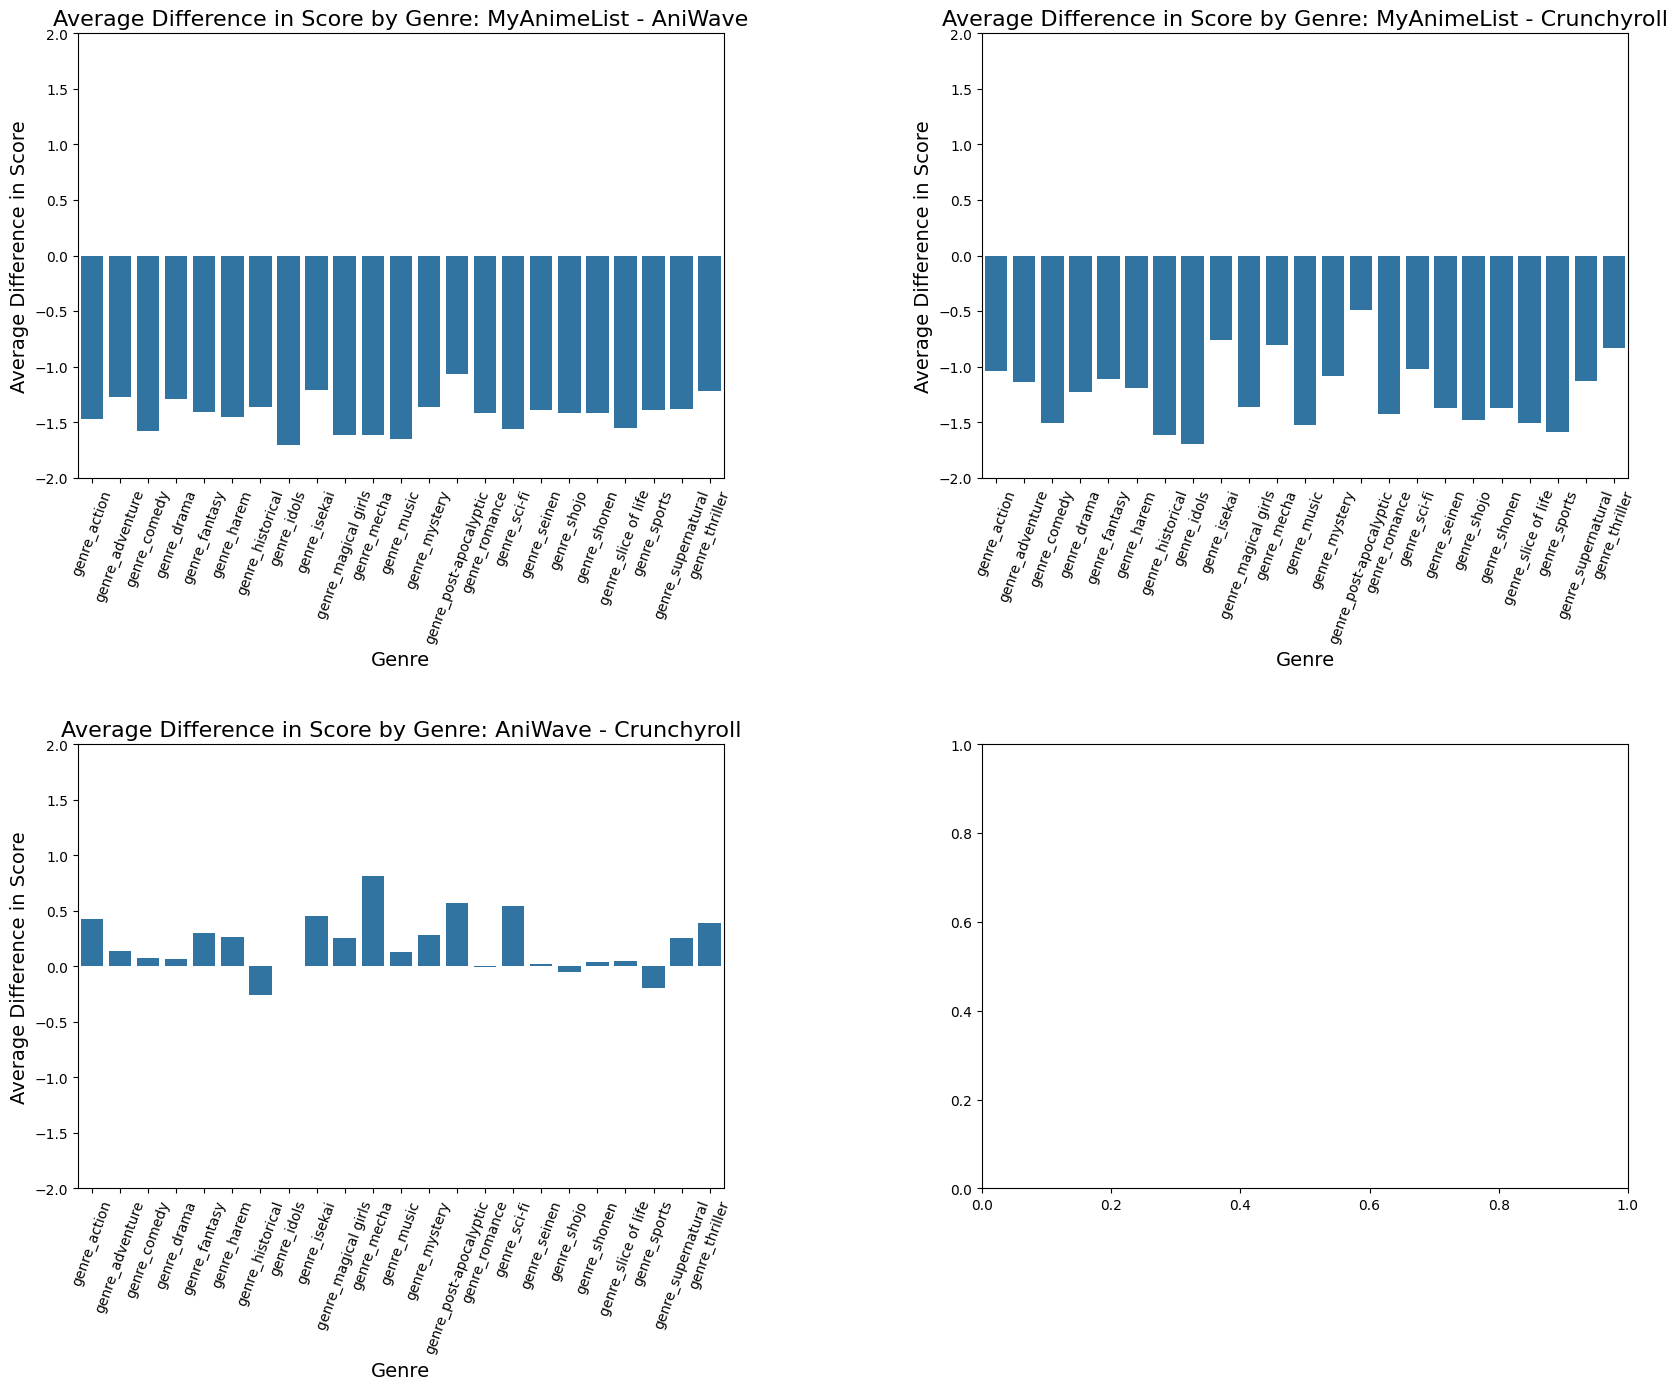 Average Difference in Score by Genre: MyAnimeList - AniWave
Average Difference in Score
2.0
1.5
1.0
0.5
0.0
−0.5
−1.0
−1.5
−2.0
genre_action
genre_adventure
genre_comedy
genre_drama
genre_fantasy
genre_harem
genre_historical
genre_idols
genre_isekai
genre_magical girls
genre_mecha
genre_music
genre_mystery
genre_post-apocalyptic
genre_romance
genre_sci-fi
genre_seinen
genre_shojo
genre_shonen
genre_slice of life
genre_sports
genre_supernatural
genre_thriller
Genre
Average Difference in Score by Genre: MyAnimeList - Crunchyroll
Average Difference in Score
2.0
1.5
1.0
0.5
0.0
−0.5
−1.0
−1.5
−2.0
genre_action
genre_adventure
genre_comedy
genre_drama
genre_fantasy
genre_harem
genre_historical
genre_idols
genre_isekai
genre_magical girls
genre_mecha
genre_music
genre_mystery
genre_post-apocalyptic
genre_romance
genre_sci-fi
genre_seinen
genre_shojo
genre_shonen
genre_slice of life
genre_sports
genre_supernatural
genre_thriller
Genre
Average Difference in Score by Genre: AniWave - Crunchyroll
Average Difference in Score
2.0
1.5
1.0
0.5
0.0
−0.5
−1.0
−1.5
−2.0
genre_action
genre_adventure
genre_comedy
genre_drama
genre_fantasy
genre_harem
genre_historical
genre_idols
genre_isekai
genre_magical girls
genre_mecha
genre_music
genre_mystery
genre_post-apocalyptic
genre_romance
genre_sci-fi
genre_seinen
genre_shojo
genre_shonen
genre_slice of life
genre_sports
genre_supernatural
genre_thriller
Genre
1.0
0.8
0.6
0.4
0.2
0.0
0.0 0.2 0.4 0.6 0.8 1.0